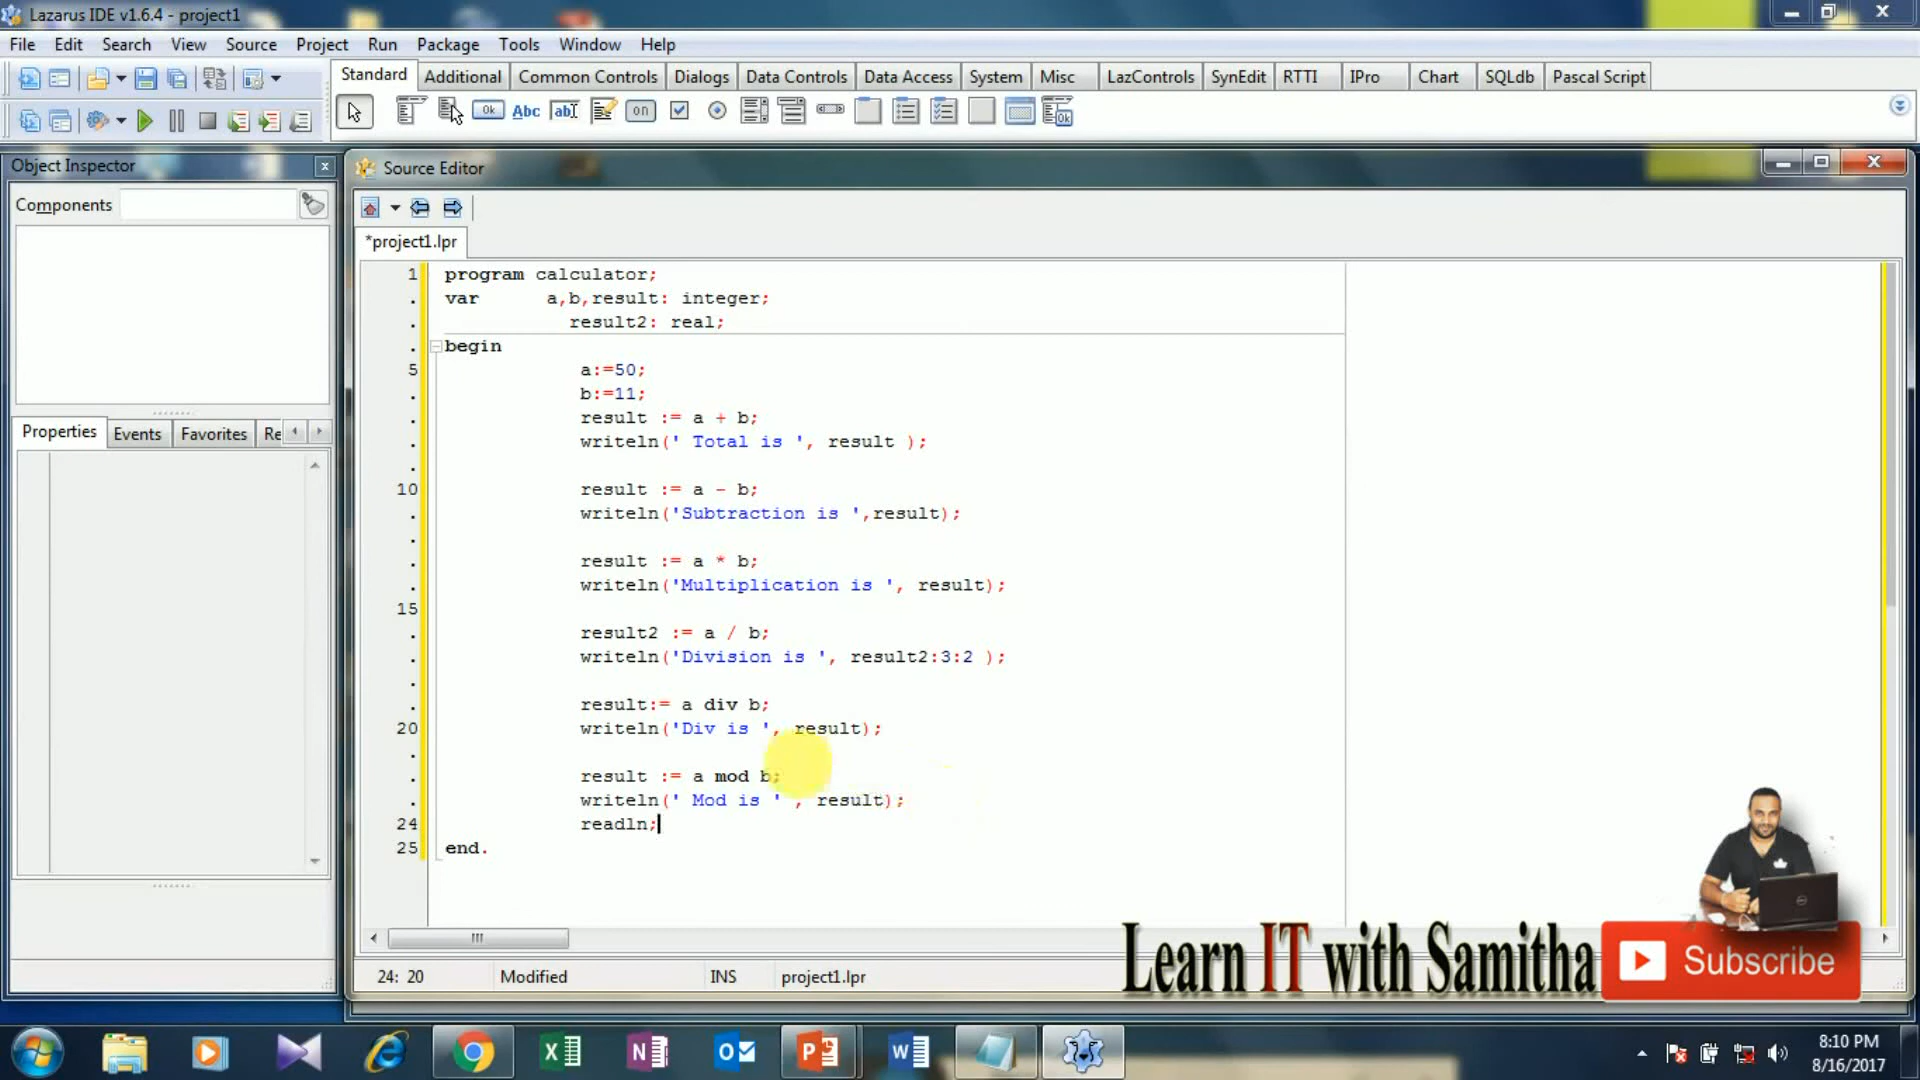 Lazarus IDE v1.6.4 - project1
File Edit Search View Source Project Run Package Tools Window Help
Standard Additional Common Controls Dialogs Data Controls Data Access System Misc LazControls SynEdit RTTI IPro Chart SQLdb Pascal Script
Ok Abc abI on Ok
Object Inspector
Source Editor
Components
*project1.lpr
Properties Events Favorites Re
1 program calculator;
. var a,b,result: integer;
. result2: real;
. begin
5 a:=50;
. b:=11;
. result := a + b;
. writeln(' Total is ', result );
.
10 result := a - b;
. writeln('Subtraction is ',result);
.
. result := a * b;
. writeln('Multiplication is ', result);
15
. result2 := a / b;
. writeln('Division is ', result2:3:2 );
.
. result:= a div b;
20 writeln('Div is ', result);
.
. result := a mod b;
. writeln(' Mod is ' , result);
24 readln;
25 end.
Learn IT with Samitha
Subscribe
24: 20 Modified INS project1.lpr
8:10 PM
8/16/2017